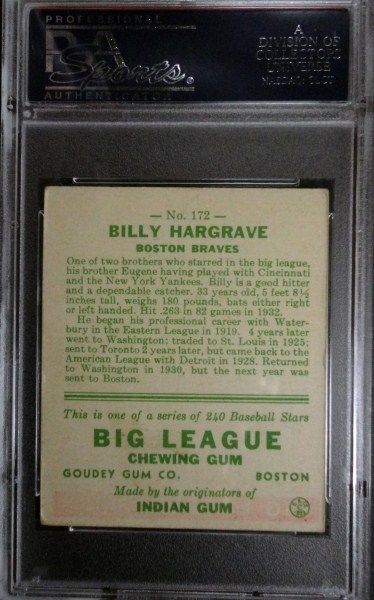 PROFESSIONAL
PSA
Sports
AUTHENTICATOR
A
DIVISION OF
COLLECTORS
UNIVERSE
NASDAQ: CLCT
— No. 172 —
BILLY HARGRAVE
BOSTON BRAVES
One of two brothers who starred in the big league,
his brother Eugene having played with Cincinnati
and the New York Yankees. Billy is a good hitter
and a dependable catcher. 33 years old, 5 feet 8½
inches tall, weighs 180 pounds, bats either right
or left handed. Hit .263 in 82 games in 1932.
He began his professional career with Water-
bury in the Eastern League in 1919. 4 years later
went to Washington; traded to St. Louis in 1925;
sent to Toronto 2 years later, but came back to the
American League with Detroit in 1928. Returned
to Washington in 1930, but the next year was
sent to Boston.
This is one of a series of 240 Baseball Stars
BIG LEAGUE
CHEWING GUM
GOUDEY GUM CO. BOSTON
Made by the originators of
INDIAN GUM